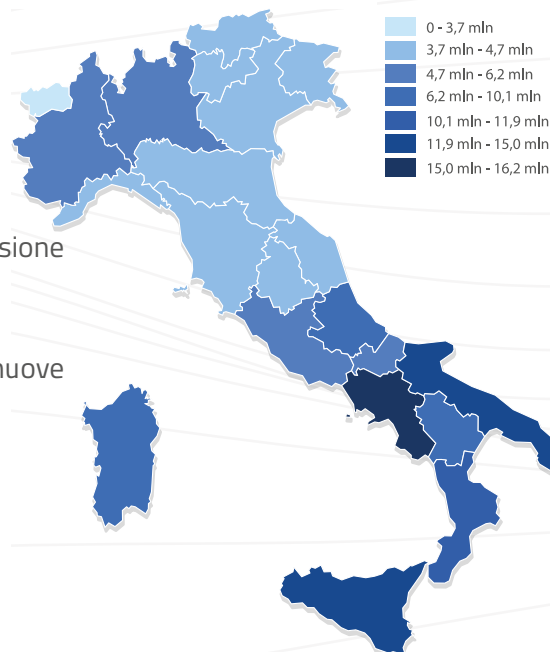 0 - 3,7 mln
3,7 mln - 4,7 mln
4,7 mln - 6,2 mln
6,2 mln - 10,1 mln
10,1 mln - 11,9 mln
11,9 mln - 15,0 mln
15,0 mln - 16,2 mln
sione
nuove